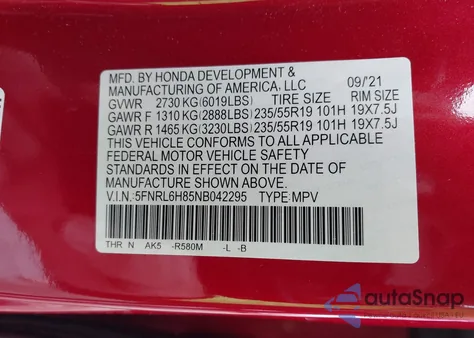 MFD. BY HONDA DEVELOPMENT &
MANUFACTURING OF AMERICA, LLC 09/21
GVWR 2730 KG (6019LBS) TIRE SIZE RIM SIZE
GAWR F 1310 KG (2888LBS) 235/55R19 101H 19X7.5J
GAWR R 1465 KG (3230LBS) 235/55R19 101H 19X7.5J
THIS VEHICLE CONFORMS TO ALL APPLICABLE
FEDERAL MOTOR VEHICLE SAFETY
STANDARDS IN EFFECT ON THE DATE OF
MANUFACTURE SHOWN ABOVE.
V.I.N.:5FNRL6H85NB042295 TYPE:MPV
THR N AK5 -R580M -L -B
autoSnap